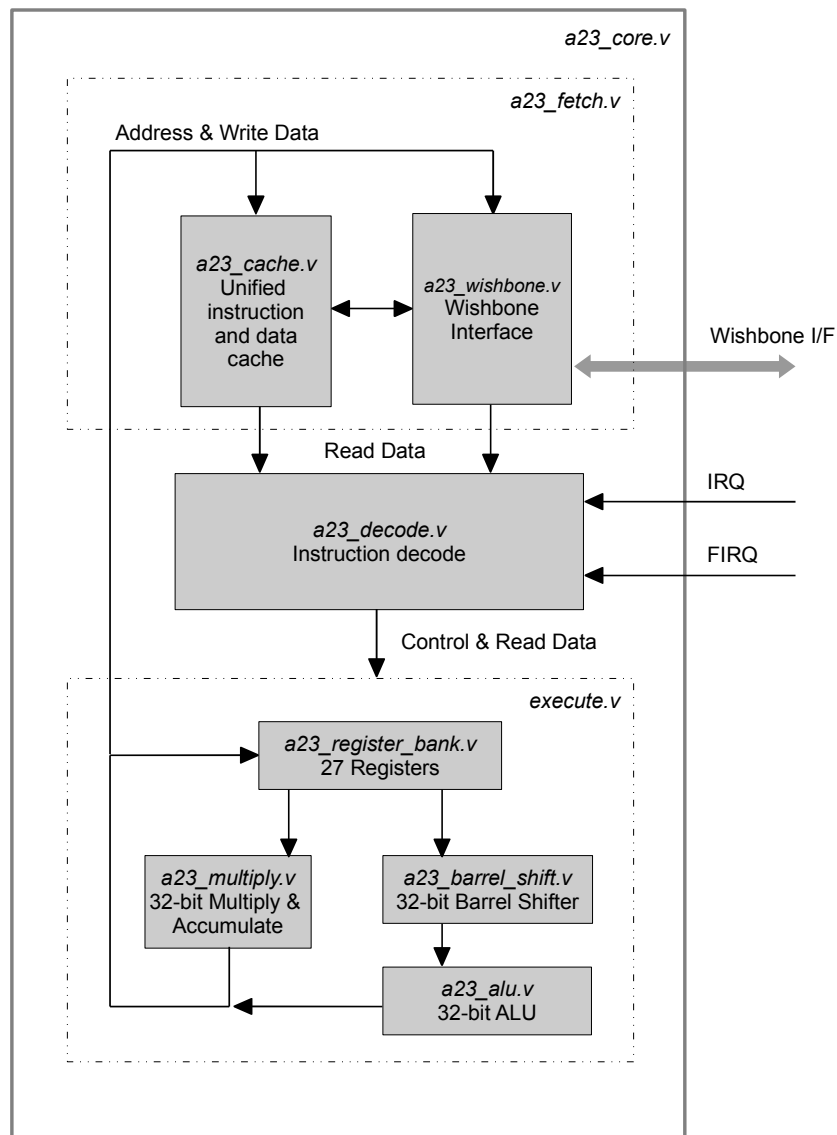 a23_core.v
a23_fetch.v
Address & Write Data
a23_cache.v
Unified
instruction
and data
cache
a23_wishbone.v
Wishbone
Interface
Wishbone I/F
Read Data
IRQ
a23_decode.v
Instruction decode
FIRQ
Control & Read Data
execute.v
a23_register_bank.v
27 Registers
a23_multiply.v
32-bit Multiply &
Accumulate
a23_barrel_shift.v
32-bit Barrel Shifter
a23_alu.v
32-bit ALU